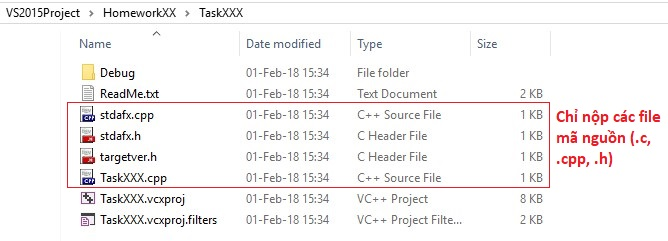 VS2015Project > HomeworkXX > TaskXXX
Name Date modified Type Size
Debug 01-Feb-18 15:34 File folder
ReadMe.txt 01-Feb-18 15:34 Text Document 2 KB
stdafx.cpp 01-Feb-18 15:34 C++ Source File 1 KB
stdafx.h 01-Feb-18 15:34 C Header File 1 KB
targetver.h 01-Feb-18 15:34 C Header File 1 KB
TaskXXX.cpp 01-Feb-18 15:34 C++ Source File 1 KB
TaskXXX.vcxproj 01-Feb-18 15:34 VC++ Project 8 KB
TaskXXX.vcxproj.filters 01-Feb-18 15:34 VC++ Project Filte... 2 KB
Chỉ nộp các file
mã nguồn (.c,
.cpp, .h)